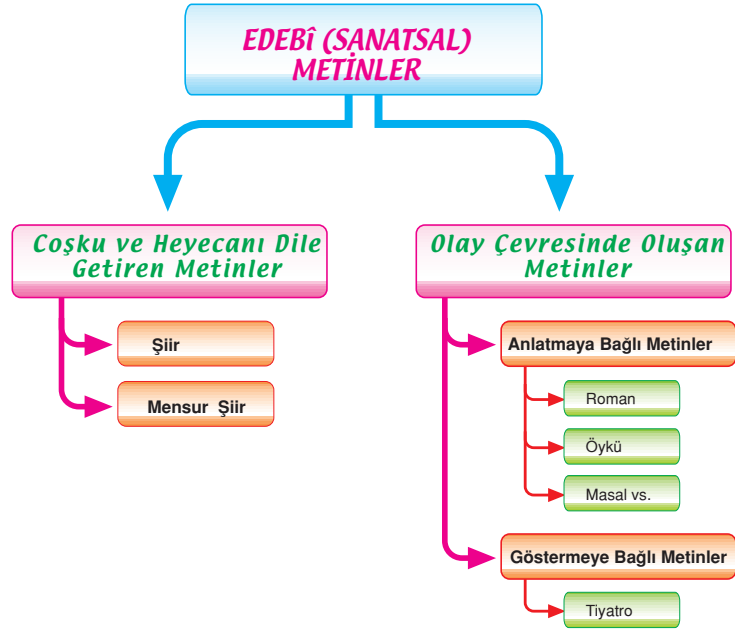 EDEBÎ (SANATSAL)
METİNLER
Coşku ve Heyecanı Dile
Getiren Metinler
Şiir
Mensur Şiir
Olay Çevresinde Oluşan
Metinler
Anlatmaya Bağlı Metinler
Roman
Öykü
Masal vs.
Göstermeye Bağlı Metinler
Tiyatro